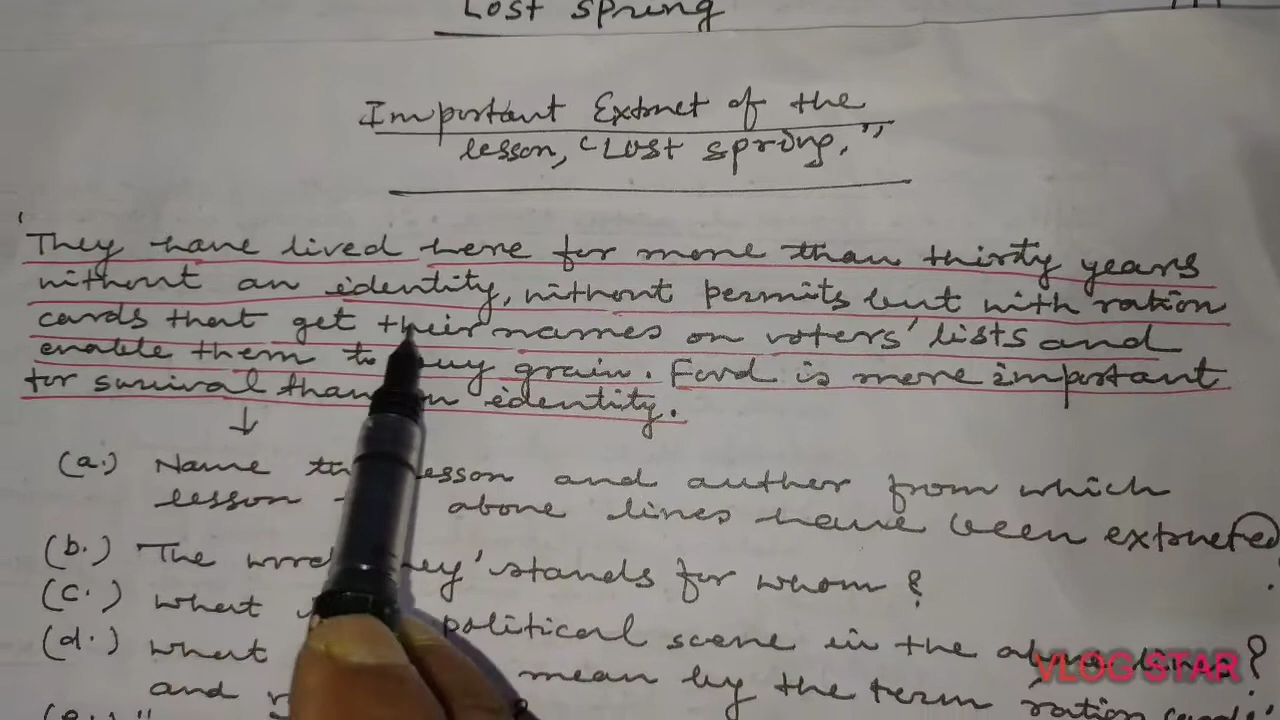 Lost spring
Important Extract of the
lesson, "Lost spring."
They have lived here for more than thirty years
without an identity, without permits but with ration
cards that get their names on voters' lists and
enable them to buy grain. Food is more important
for survival than an identity.
(a.) Name the lesson and author from which
lesson above lines have been extracted
(b.) The word 'They' stands for whom?
(c.) what political scene in the above lines?
(d.) what mean by the term ration cards'
and
(e.)
VLOG STAR